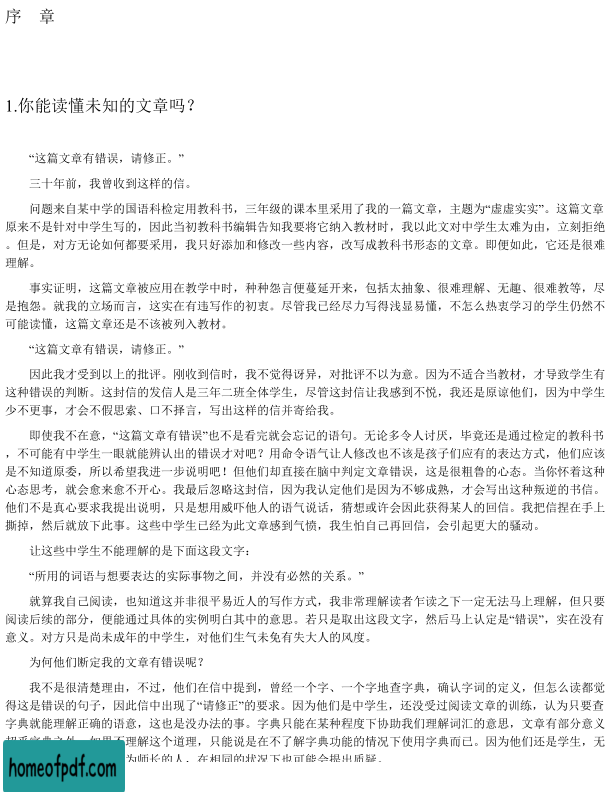 序 章
1.你能读懂未知的文章吗？
“这篇文章有错误，请修正。”
三十年前，我曾收到这样的信。
问题来自某中学的国语科检定用教科书，三年级的课本里采用了我的一篇文章，主题为“虚虚实实”。这篇文章
原来不是针对中学生写的，因此当初教科书编辑告知我要将它纳入教材时，我以此文对中学生太难为由，立刻拒绝
。但是，对方无论如何都要采用，我只好添加和修改一些内容，改写成教科书形态的文章。即便如此，它还是很难
理解。
事实证明，这篇文章被应用在教学中时，种种怨言便蔓延开来，包括太抽象、很难理解、无趣、很难教等，尽
是抱怨。就我的立场而言，这实在有违写作的初衷。尽管我已经尽力写得浅显易懂，不怎么热衷学习的学生仍然不
可能读懂，这篇文章还是不该被列入教材。
“这篇文章有错误，请修正。”
因此我才受到以上的批评。刚收到信时，我不觉得讶异，对批评不以为意。因为不适合当教材，才导致学生有
这种错误的判断。这封信的发信人是三年二班全体学生，尽管这封信让我感到不悦，我还是原谅他们，因为中学生
少不更事，才会不假思索、口不择言，写出这样的信并寄给我。
即使我不在意，“这篇文章有错误”也不是看完就会忘记的语句。无论多令人讨厌，毕竟还是通过检定的教科书
，不可能有中学生一眼就能辨认出的错误才对吧？用命令语气让人修改也不该是孩子们应有的表达方式，他们应该
是不知道原委，所以希望我进一步说明吧！但他们却直接在脑中判定文章错误，这是很粗鲁的心态。当你怀着这种
心态思考，就会愈来愈不开心。我最后忽略这封信，因为我认定他们是因为不够成熟，才会写出这种叛逆的书信。
他们不是真心要求我提出说明，只是想用威吓他人的语气说话，猜想或许会因此获得某人的回信。我把信捏在手上
撕掉，然后就放下此事。这些中学生已经为此文章感到气愤，我生怕自己再回信，会引起更大的骚动。
让这些中学生不能理解的是下面这段文字：
“所用的词语与想要表达的实际事物之间，并没有必然的关系。”
就算我自己阅读，也知道这并非很平易近人的写作方式，我非常理解读者乍读之下一定无法马上理解，但只要
阅读后续的部分，便能通过具体的实例明白其中的意思。若只是取出这段文字，然后马上认定是“错误”，实在没有
意义。对方只是尚未成年的中学生，对他们生气未免有失大人的风度。
为何他们断定我的文章有错误呢？
我不是很清楚理由，不过，他们在信中提到，曾经一个字、一个字地查字典，确认字词的定义，但怎么读都觉
得这是错误的句子，因此信中出现了“请修正”的要求。因为他们是中学生，还没受过阅读文章的训练，认为只要查
字典就能理解正确的语意，这也是没办法的事。字典只能在某种程度下协助我们理解词汇的意思，文章有部分意义
超乎字典之外，如果不理解这个道理，只能说是在不了解字典功能的情况下使用字典而已。因为他们还是学生，无
为师长的人，在相同的状况下也可能会提出质疑。
homeofpdf.com